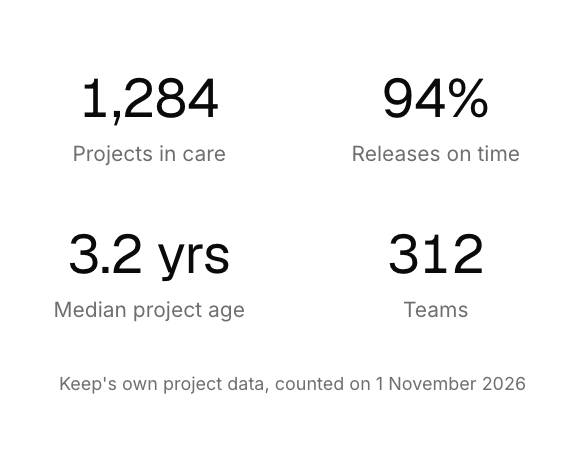 1,284
94%
Projects in care
Releases on time
3.2 yrs
312
Median project age
Teams
Keep's own project data, counted on 1 November 2026